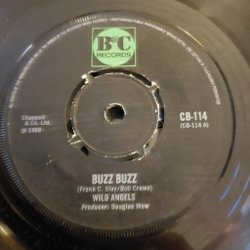 B&C
RECORDS
Chappell
& Co. Ltd.
℗ 1969
CB-114
(CB-114 A)
BUZZ BUZZ
(Frank C. Slay/Bob Crewe)
WILD ANGELS
Producer: Douglas Mew